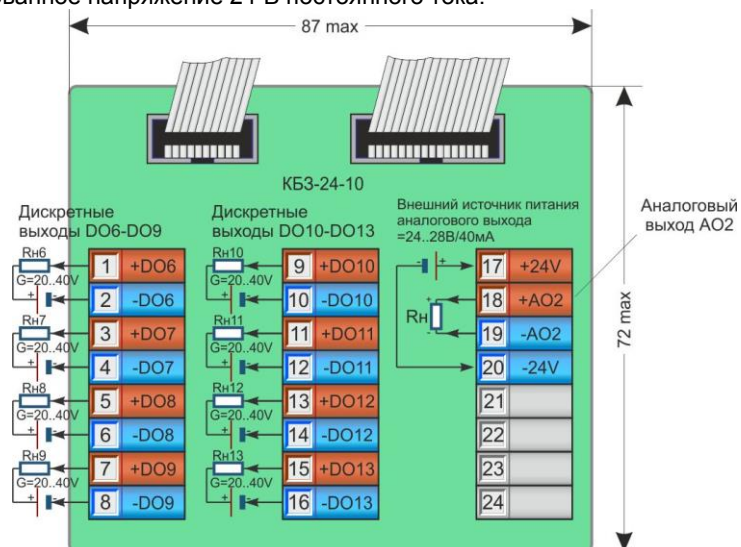 ванное напряжение 24 В постоянного тока.
87 max
КБЗ-24-10
Дискретные
выходы DO6-DO9
Rн6
G=20..40V
1 +DO6
2 -DO6
Rн7
G=20..40V
3 +DO7
4 -DO7
Rн8
G=20..40V
5 +DO8
6 -DO8
Rн9
G=20..40V
7 +DO9
8 -DO9
Дискретные
выходы DO10-DO13
Rн10
G=20..40V
9 +DO10
10 -DO10
Rн11
G=20..40V
11 +DO11
12 -DO11
Rн12
G=20..40V
13 +DO12
14 -DO12
Rн13
G=20..40V
15 +DO13
16 -DO13
Внешний источник питания
аналогового выхода
=24..28В/40мА
17 +24V
Rн
18 +AO2
19 -AO2
20 -24V
21
22
23
24
Аналоговый
выход АО2
72 max